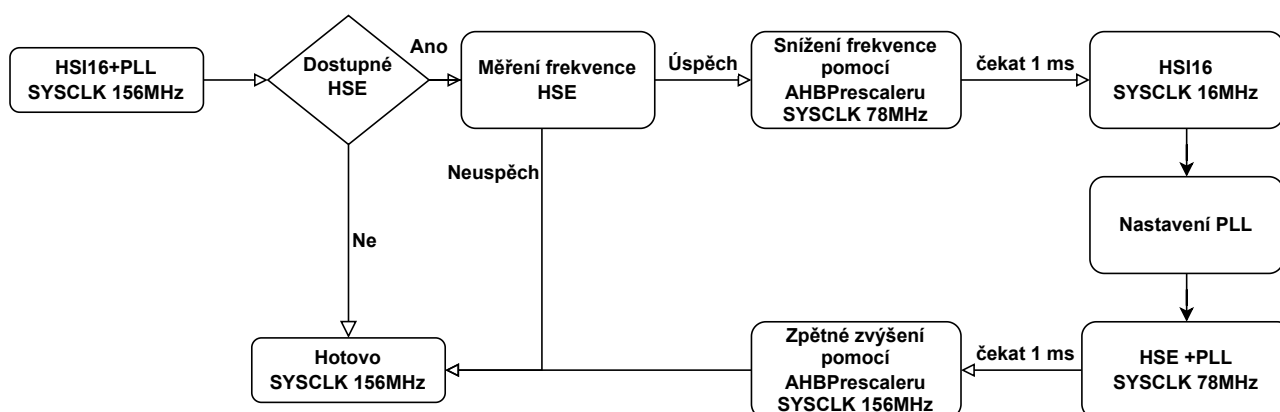 HSI16+PLL
SYSCLK 156MHz
Dostupné
HSE
Ano
Měření frekvence
HSE
Úspěch
Snížení frekvence
pomocí
AHBPrescaleru
SYSCLK 78MHz
čekat 1 ms
HSI16
SYSCLK 16MHz
Neuspěch
Nastavení PLL
Ne
Hotovo
SYSCLK 156MHz
Zpětné zvýšení
pomocí
AHBPrescaleru
SYSCLK 156MHz
čekat 1 ms
HSE +PLL
SYSCLK 78MHz